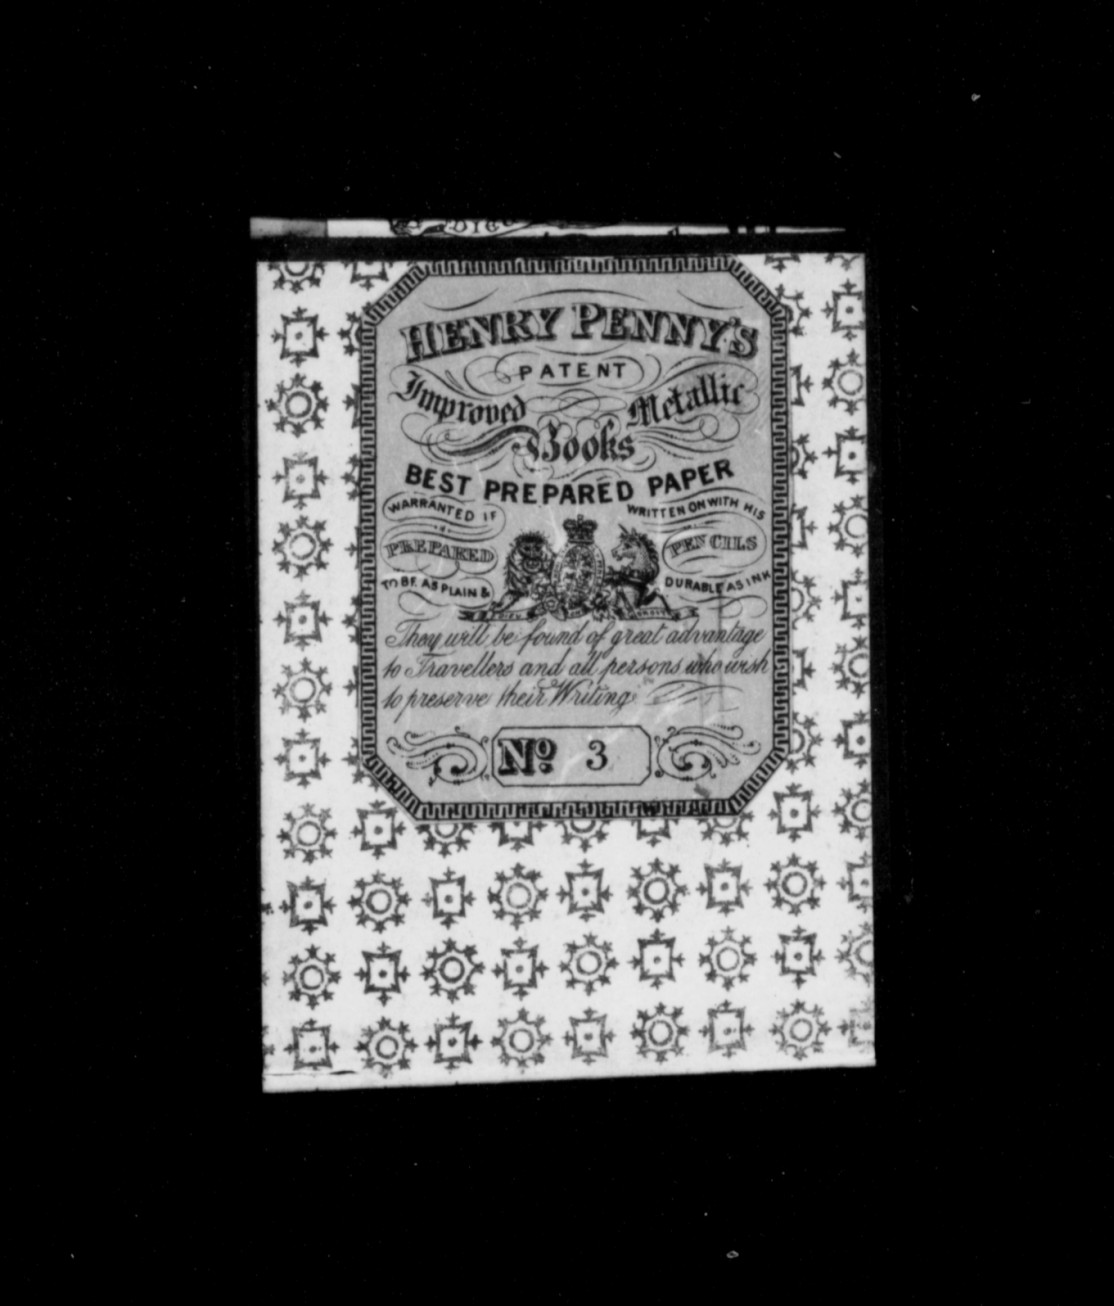 HENRY PENNY'S
PATENT
Improved Metallic
Books
BEST PREPARED PAPER
WARRANTED IF WRITTEN ON WITH HIS
PREPARED PENCILS
TO BE AS PLAIN & DURABLE AS INK
They will be found of great advantage
to Travellers and all persons who wish
to preserve their Writing
No. 3